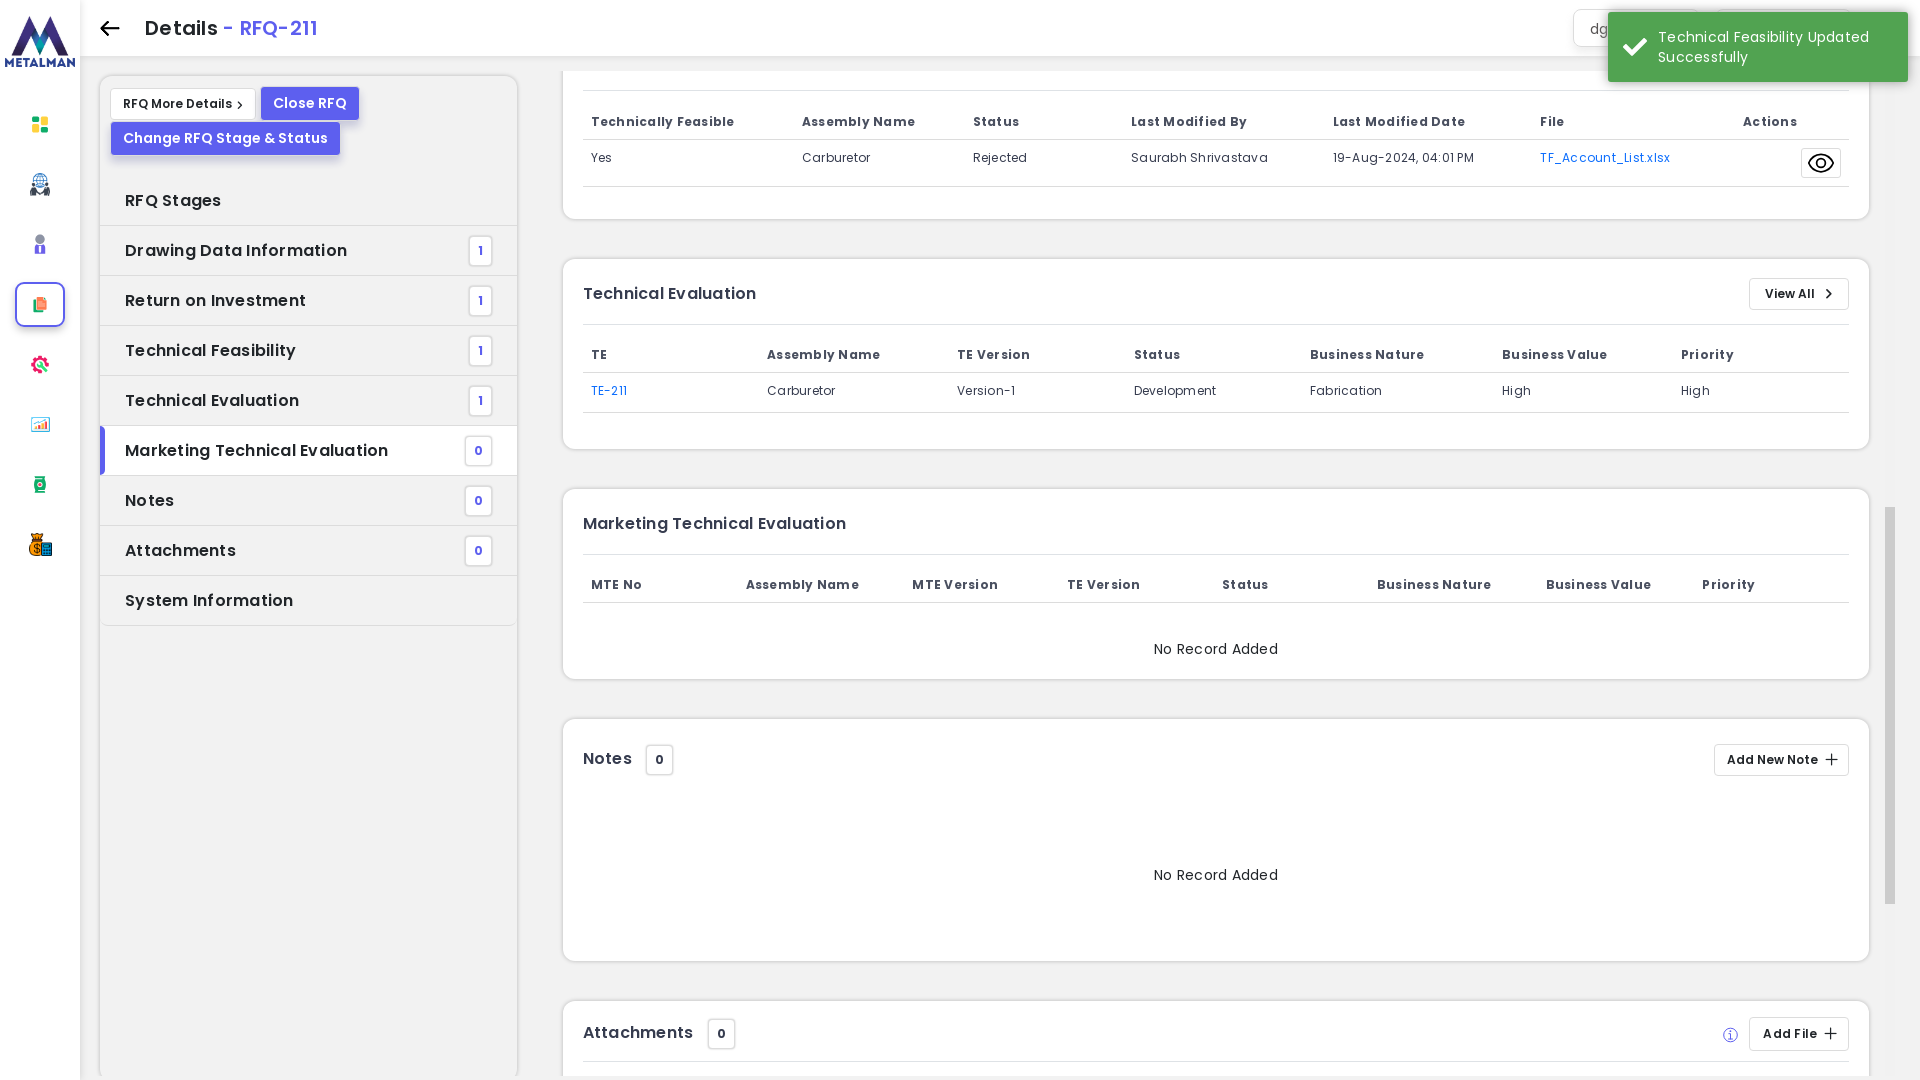 METALMAN
Details - RFQ-211
Technical Feasibility Updated
Successfully
RFQ More Details
Close RFQ
Change RFQ Stage & Status
RFQ Stages
Drawing Data Information 1
Return on Investment 1
Technical Feasibility 1
Technical Evaluation 1
Marketing Technical Evaluation 0
Notes 0
Attachments 0
System Information
Technically Feasible Assembly Name Status Last Modified By Last Modified Date File Actions
Yes Carburetor Rejected Saurabh Shrivastava 19-Aug-2024, 04:01 PM TF_Account_List.xlsx
Technical Evaluation View All
TE Assembly Name TE Version Status Business Nature Business Value Priority
TE-211 Carburetor Version-1 Development Fabrication High High
Marketing Technical Evaluation
MTE No Assembly Name MTE Version TE Version Status Business Nature Business Value Priority
No Record Added
Notes 0 Add New Note
No Record Added
Attachments 0 Add File